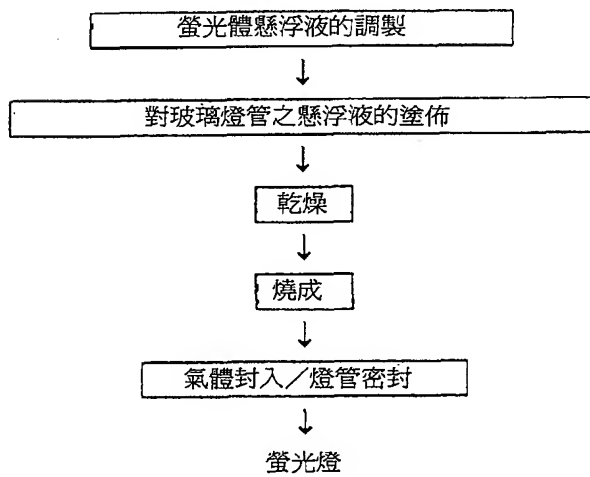 螢光體懸浮液的調製
↓
對玻璃燈管之懸浮液的塗佈
↓
乾燥
↓
燒成
↓
氣體封入／燈管密封
↓
螢光燈